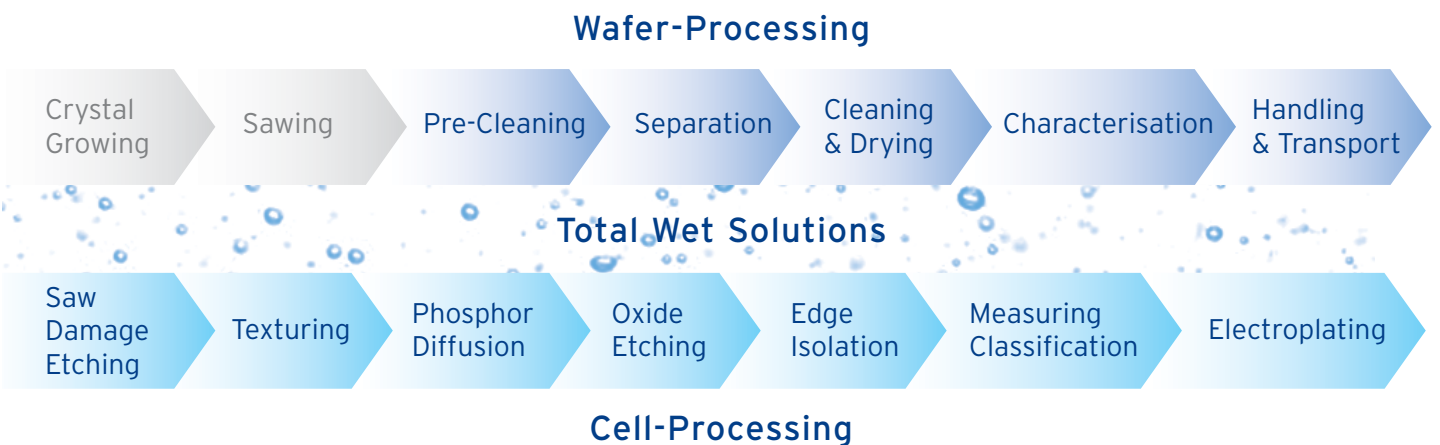 Wafer-Processing
Crystal
Growing
Sawing
Pre-Cleaning
Separation
Cleaning
& Drying
Characterisation
Handling
& Transport
Total Wet Solutions
Saw
Damage
Etching
Texturing
Phosphor
Diffusion
Oxide
Etching
Edge
Isolation
Measuring
Classification
Electroplating
Cell-Processing